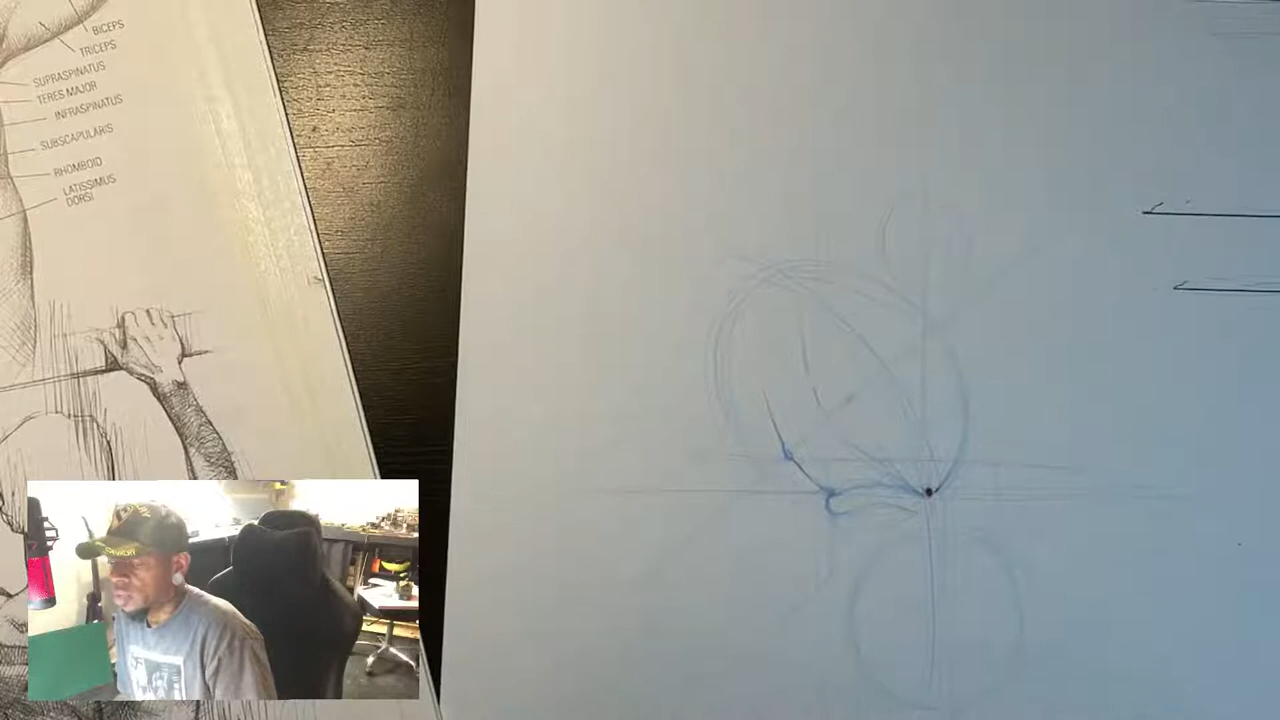 BICEPS
TRICEPS
SUPRASPINATUS
TERES MAJOR
INFRASPINATUS
SUBSCAPULARIS
RHOMBOID
LATISSIMUS
DORSI